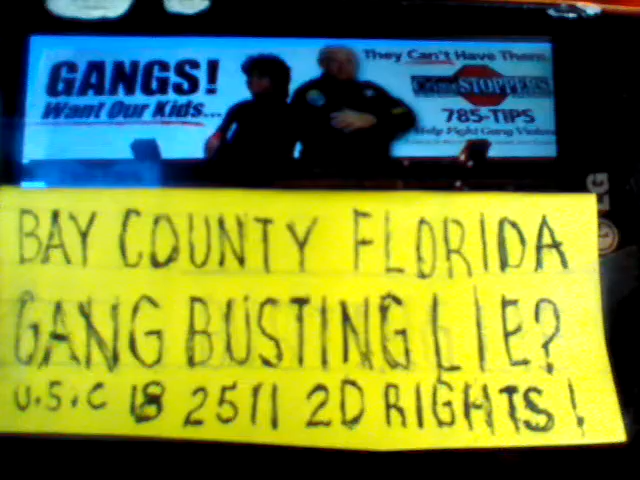 GANGS!
Want Our Kids...
They Can't Have Them
Crime STOPPERS
785-TIPS
Help Fight Gang Violence
LG
BAY COUNTY FLORIDA
GANG BUSTING LIE?
U.S.C 18 2511 2D RIGHTS!